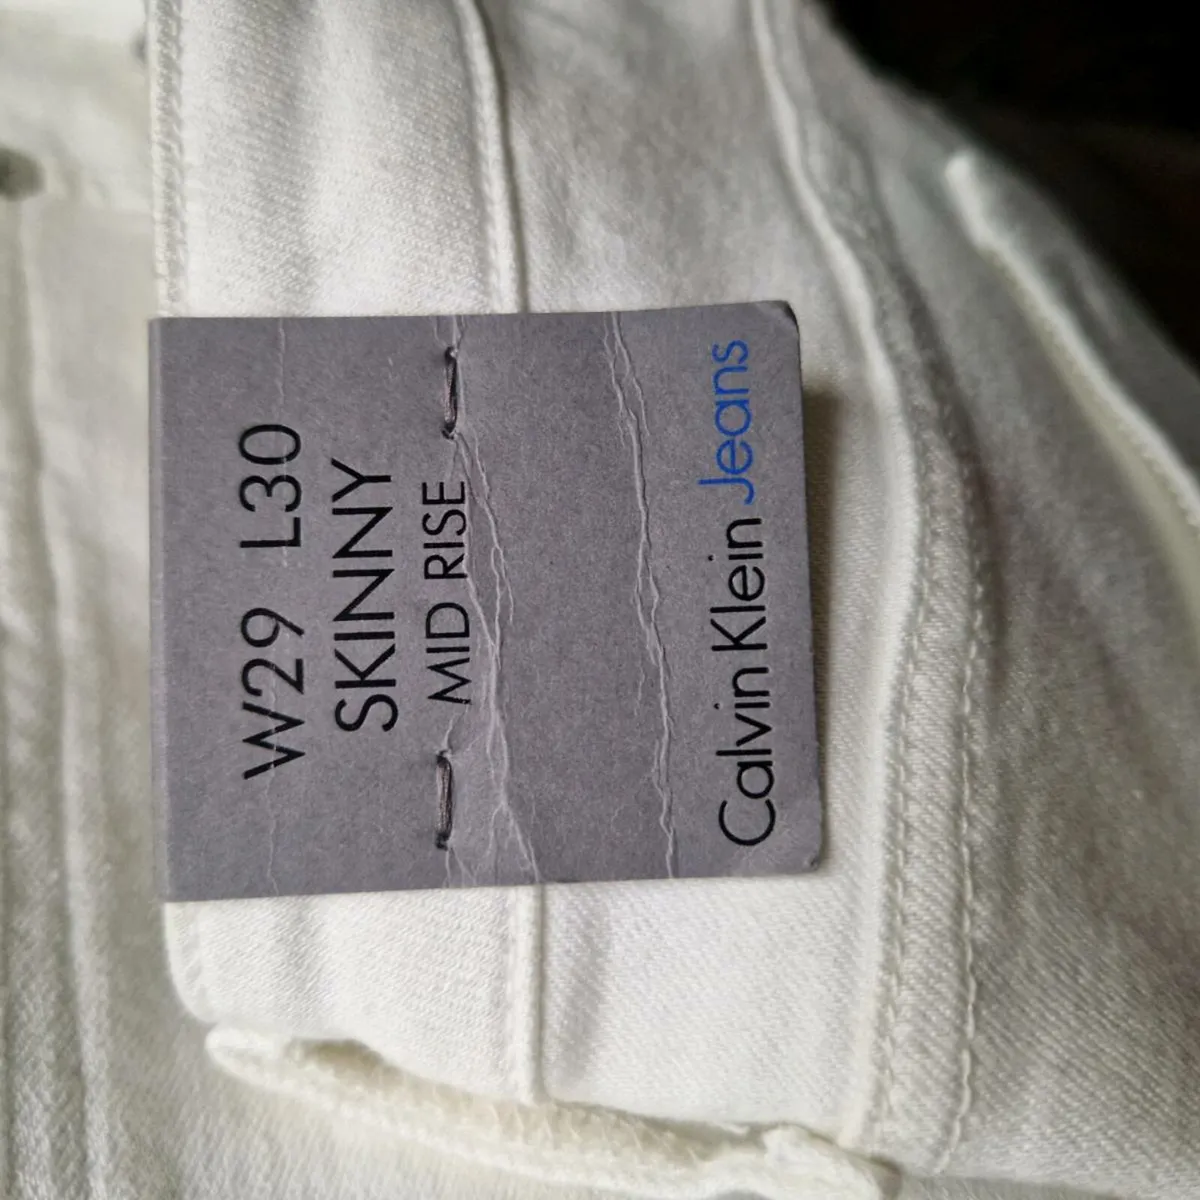 W29 L30
SKINNY
MID RISE
Calvin Klein Jeans